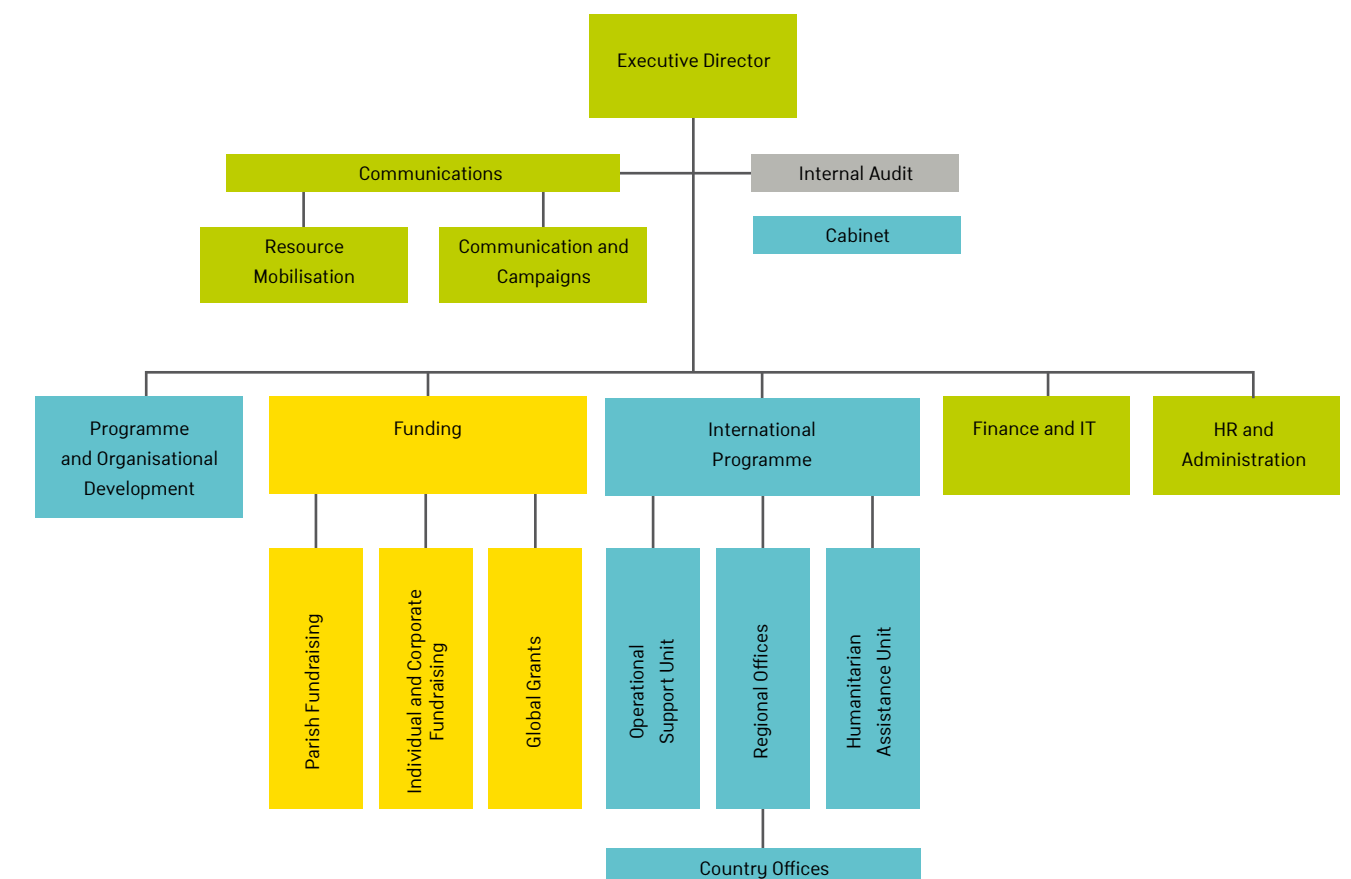 Executive Director
Communications
Internal Audit
Cabinet
Resource
Mobilisation
Communication and
Campaigns
Programme
and Organisational
Development
Funding
International
Programme
Finance and IT
HR and
Administration
Parish Fundraising
Individual and Corporate
Fundraising
Global Grants
Operational
Support Unit
Regional Offices
Humanitarian
Assistance Unit
Country Offices